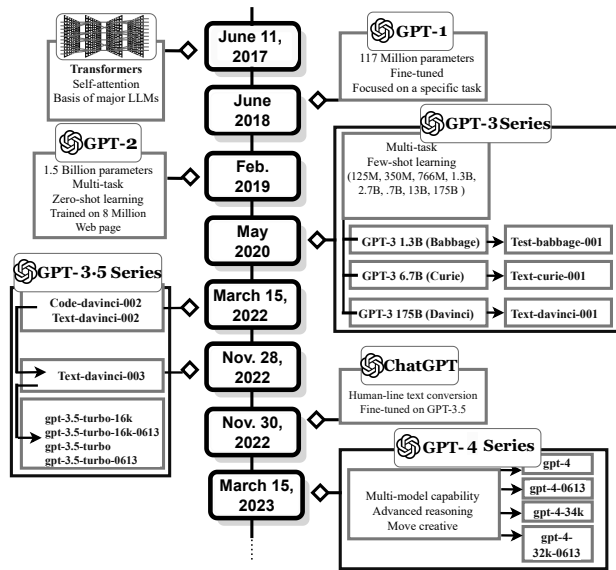 June 11,
2017
Transformers
Self-attention
Basis of major LLMs
GPT-1
117 Million parameters
Fine-tuned
Focused on a specific task
June
2018
GPT-2
1.5 Billion parameters
Multi-task
Zero-shot learning
Trained on 8 Million
Web page
Feb.
2019
GPT-3 Series
Multi-task
Few-shot learning
(125M, 350M, 766M, 1.3B,
2.7B, .7B, 13B, 175B )
GPT-3 1.3B (Babbage)
Test-babbage-001
GPT-3 6.7B (Curie)
Text-curie-001
GPT-3 175B (Davinci)
Text-davinci-001
May
2020
GPT-3.5 Series
Code-davinci-002
Text-davinci-002
March 15,
2022
Text-davinci-003
Nov. 28,
2022
gpt-3.5-turbo-16k
gpt-3.5-turbo-16k-0613
gpt-3.5-turbo
gpt-3.5-turbo-0613
ChatGPT
Human-line text conversion
Fine-tuned on GPT-3.5
Nov. 30,
2022
GPT-4 Series
Multi-model capability
Advanced reasoning
Move creative
gpt-4
gpt-4-0613
gpt-4-34k
gpt-4-
32k-0613
March 15,
2023